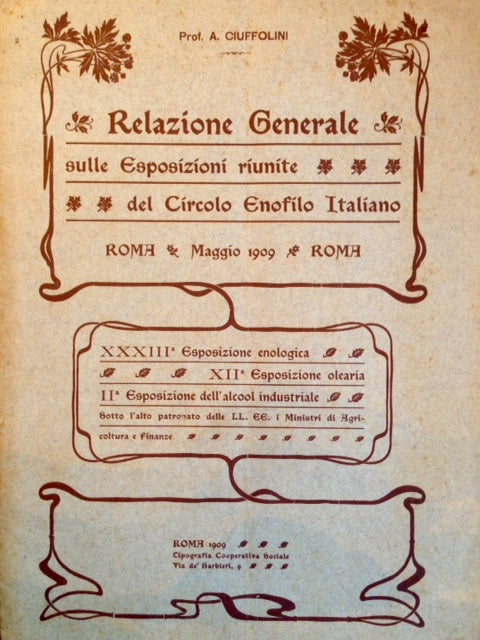 Prof. A. CIUFFOLINI
Relazione Generale
sulle Esposizioni riunite
del Circolo Enofilo Italiano
ROMA Maggio 1909 ROMA
XXXIIIª Esposizione enologica
XIIª Esposizione olearia
IIª Esposizione dell'alcool industriale
Sotto l'alto patronato delle LL. EE. i Ministri di Agri-
coltura e Finanze
ROMA 1909
Tipografia Cooperativa Sociale
Via de' Barbieri, 9